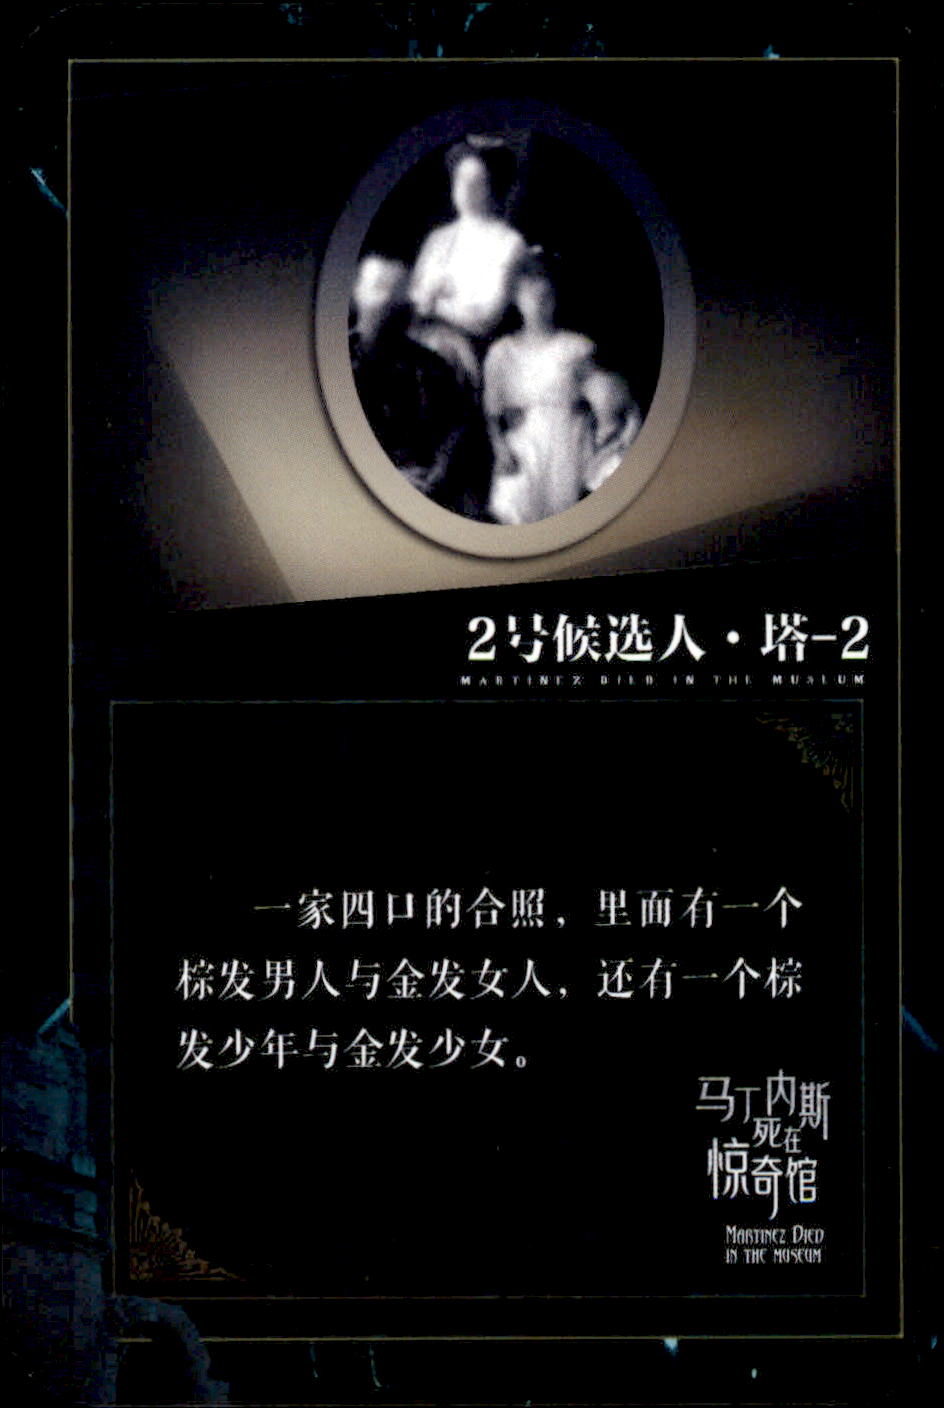 2号候选人·塔-2
MARTINEZ DIED IN THE MUSEUM
一家四口的合照，里面有一个
棕发男人与金发女人，还有一个棕
发少年与金发少女。
马丁内斯
死在
惊奇馆
MARTINEZ DIED
IN THE MUSEUM